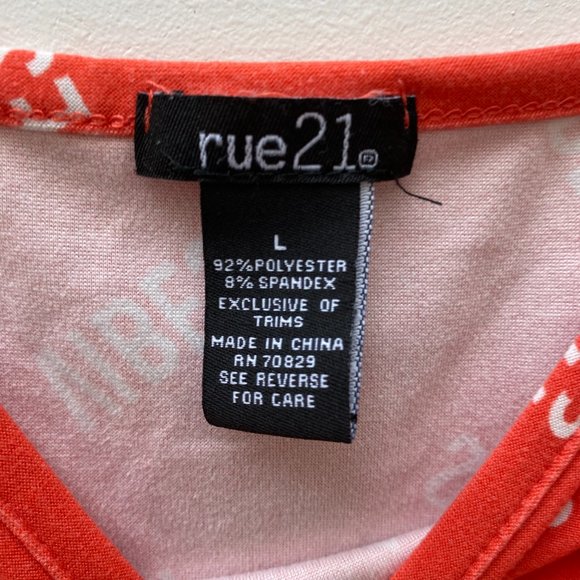 rue21®
L
92%POLYESTER
8% SPANDEX
EXCLUSIVE OF
TRIMS
MADE IN CHINA
RN 70829
SEE REVERSE
FOR CARE